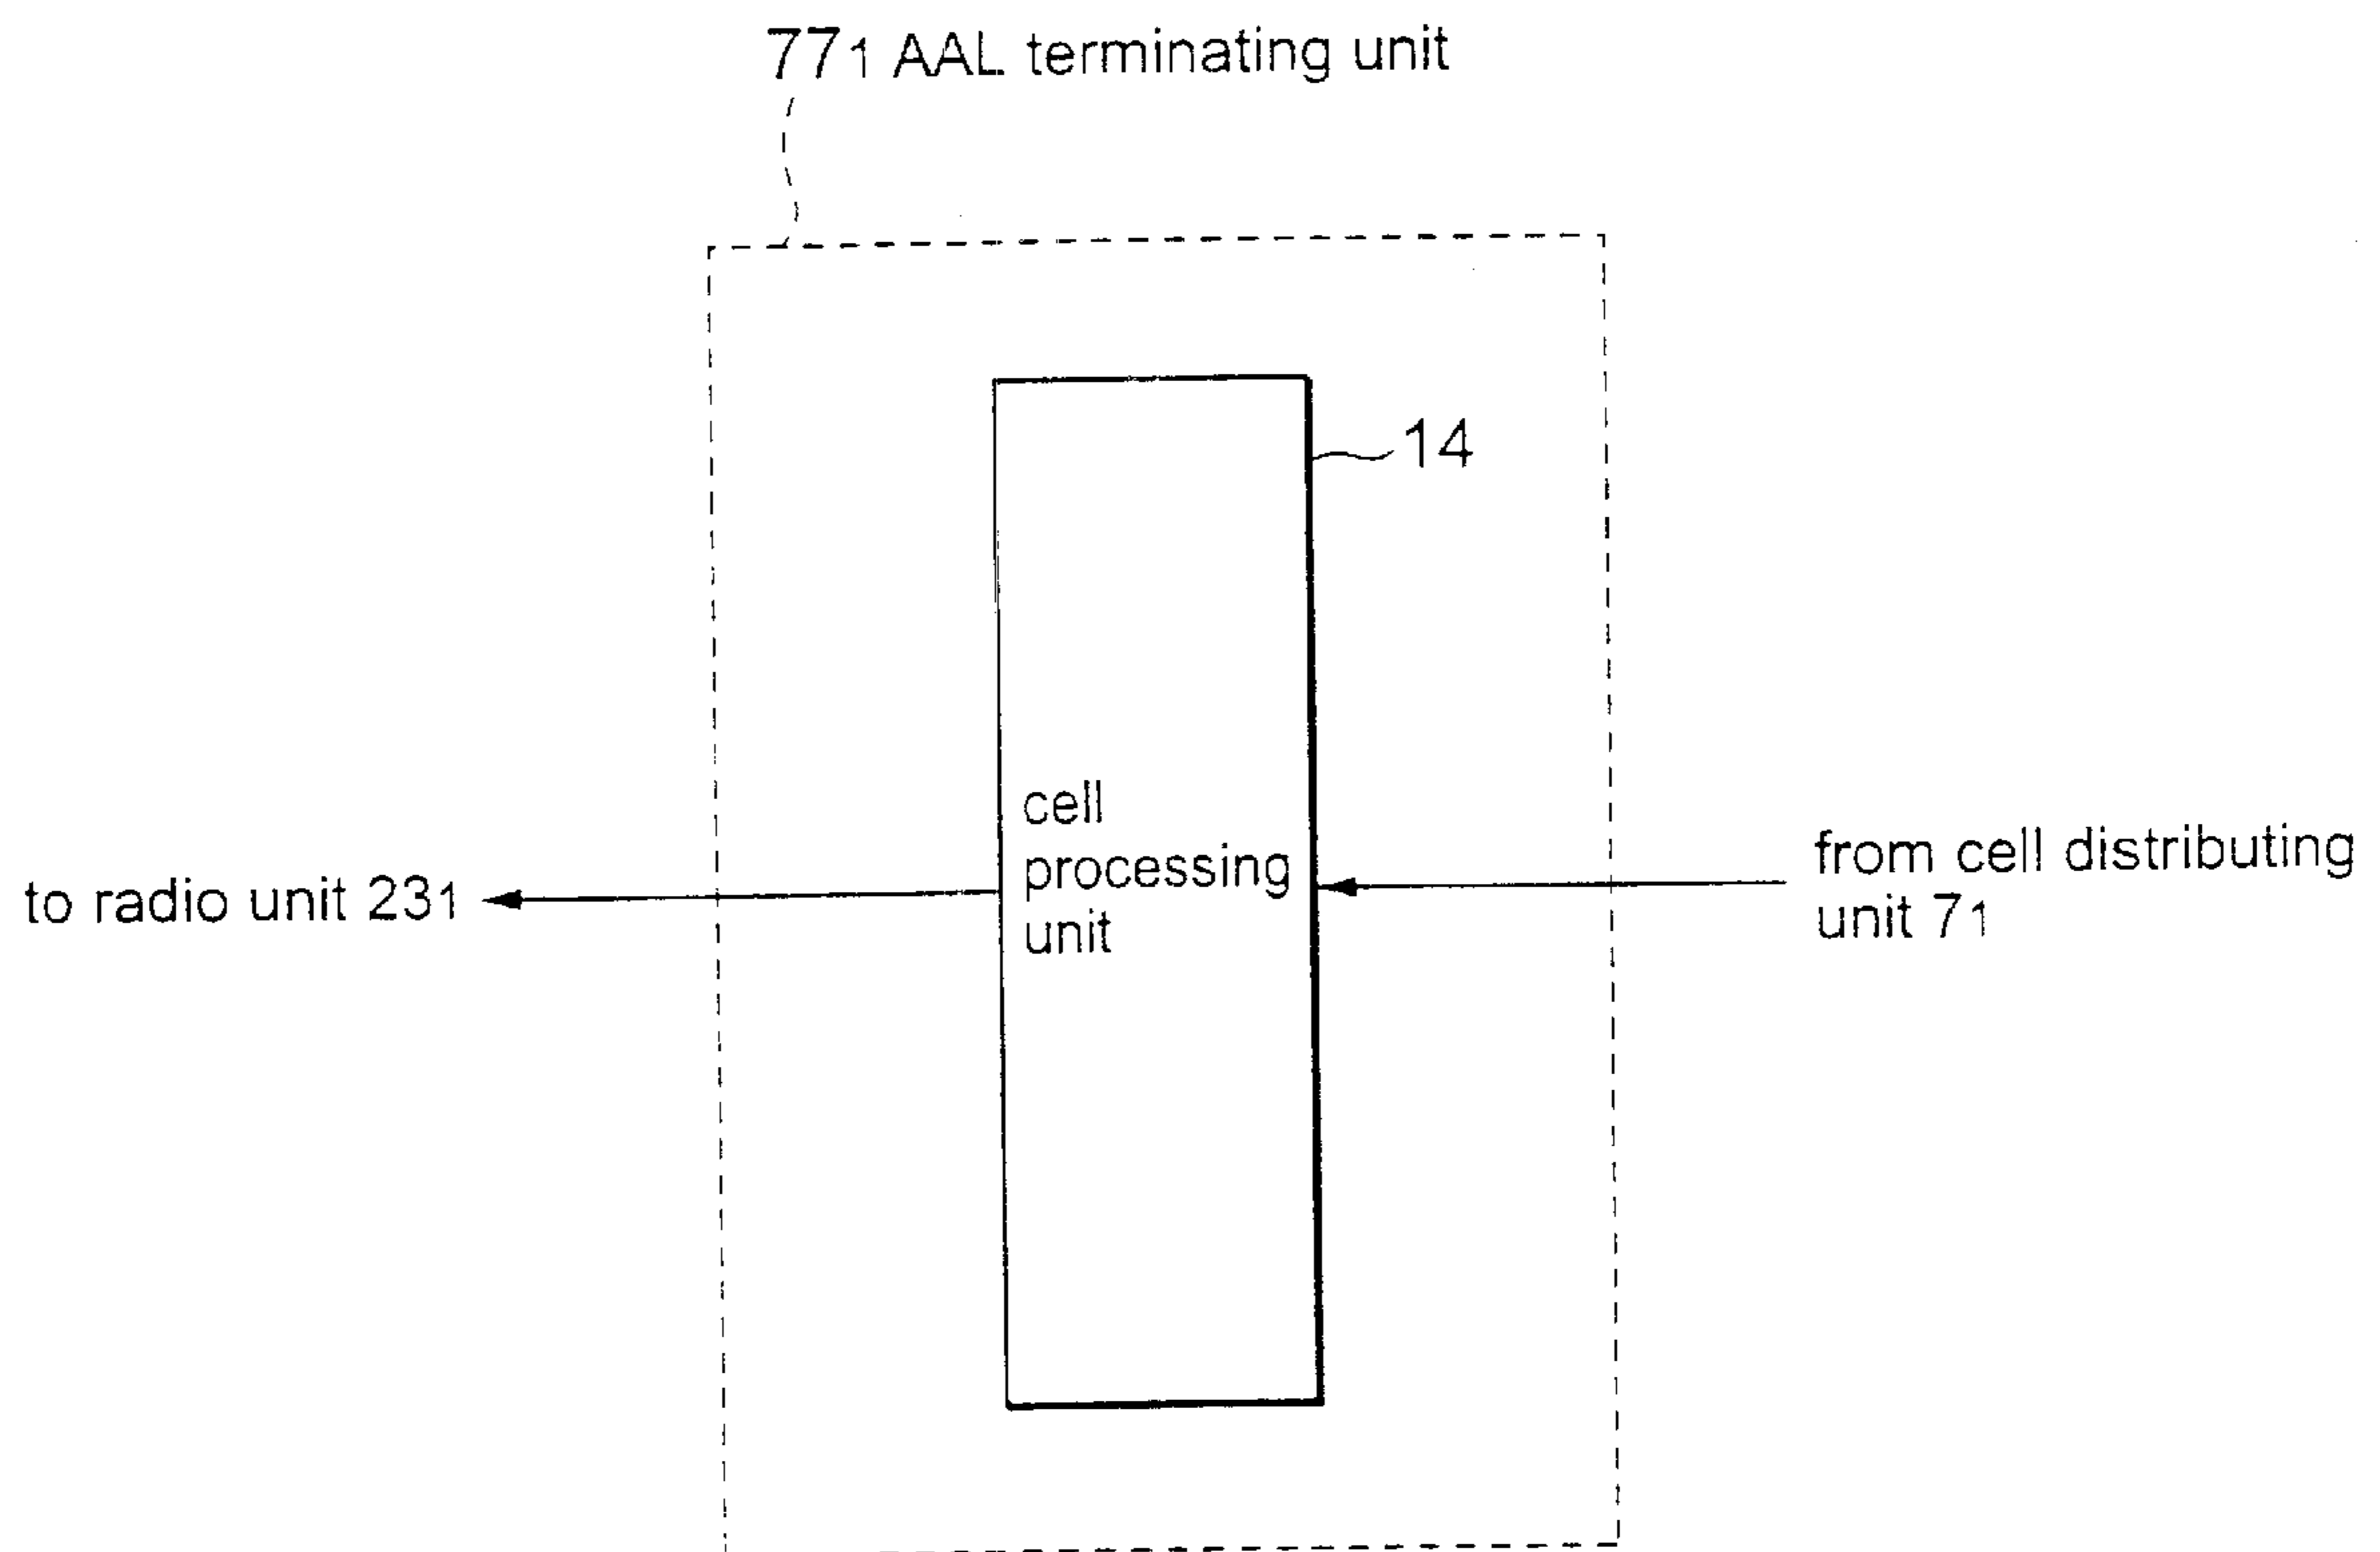 77₁ AAL terminating unit
14
cell
processing
unit
to radio unit 23₁
from cell distributing
unit 7₁